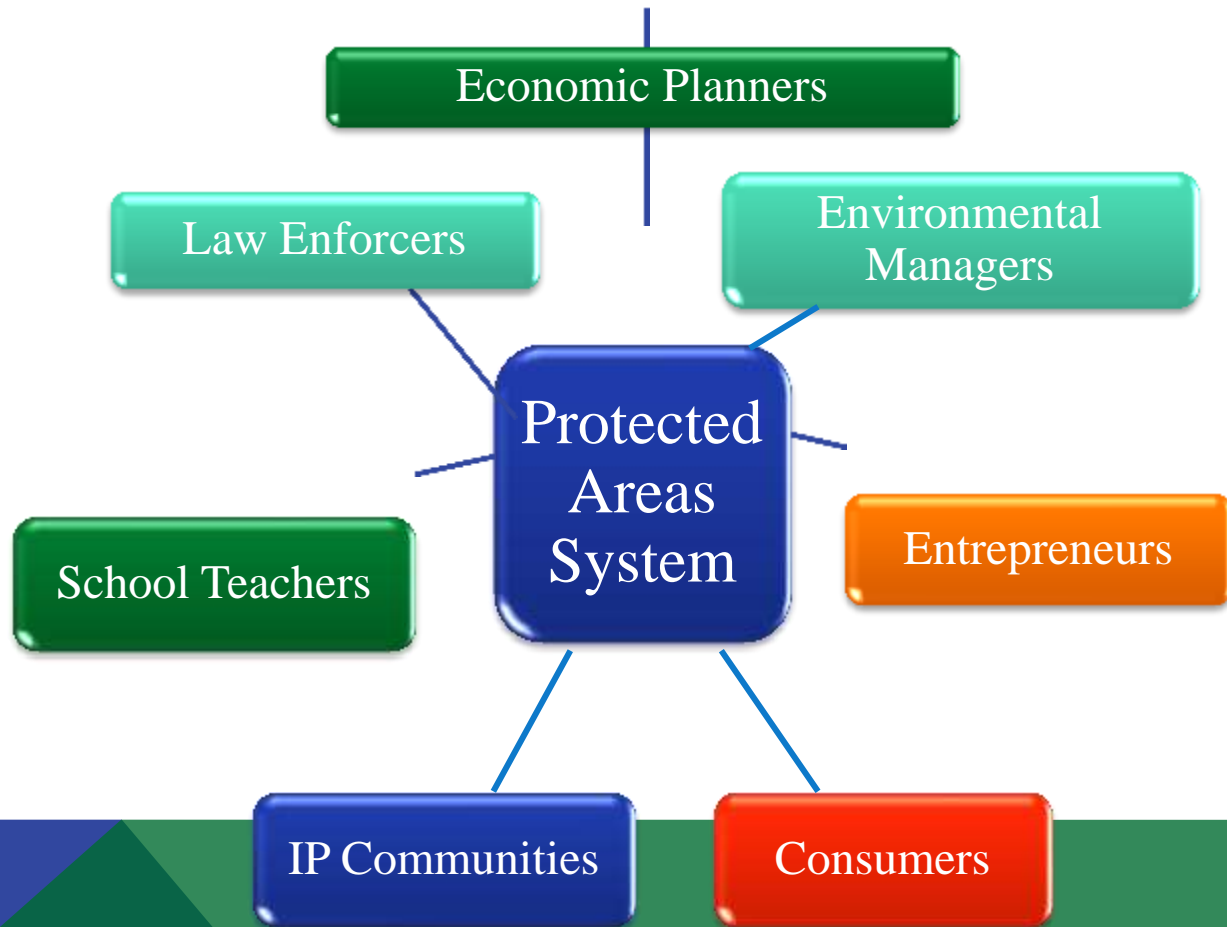 Economic Planners
Law Enforcers
Environmental
Managers
Protected
Areas
System
School Teachers
Entrepreneurs
IP Communities
Consumers